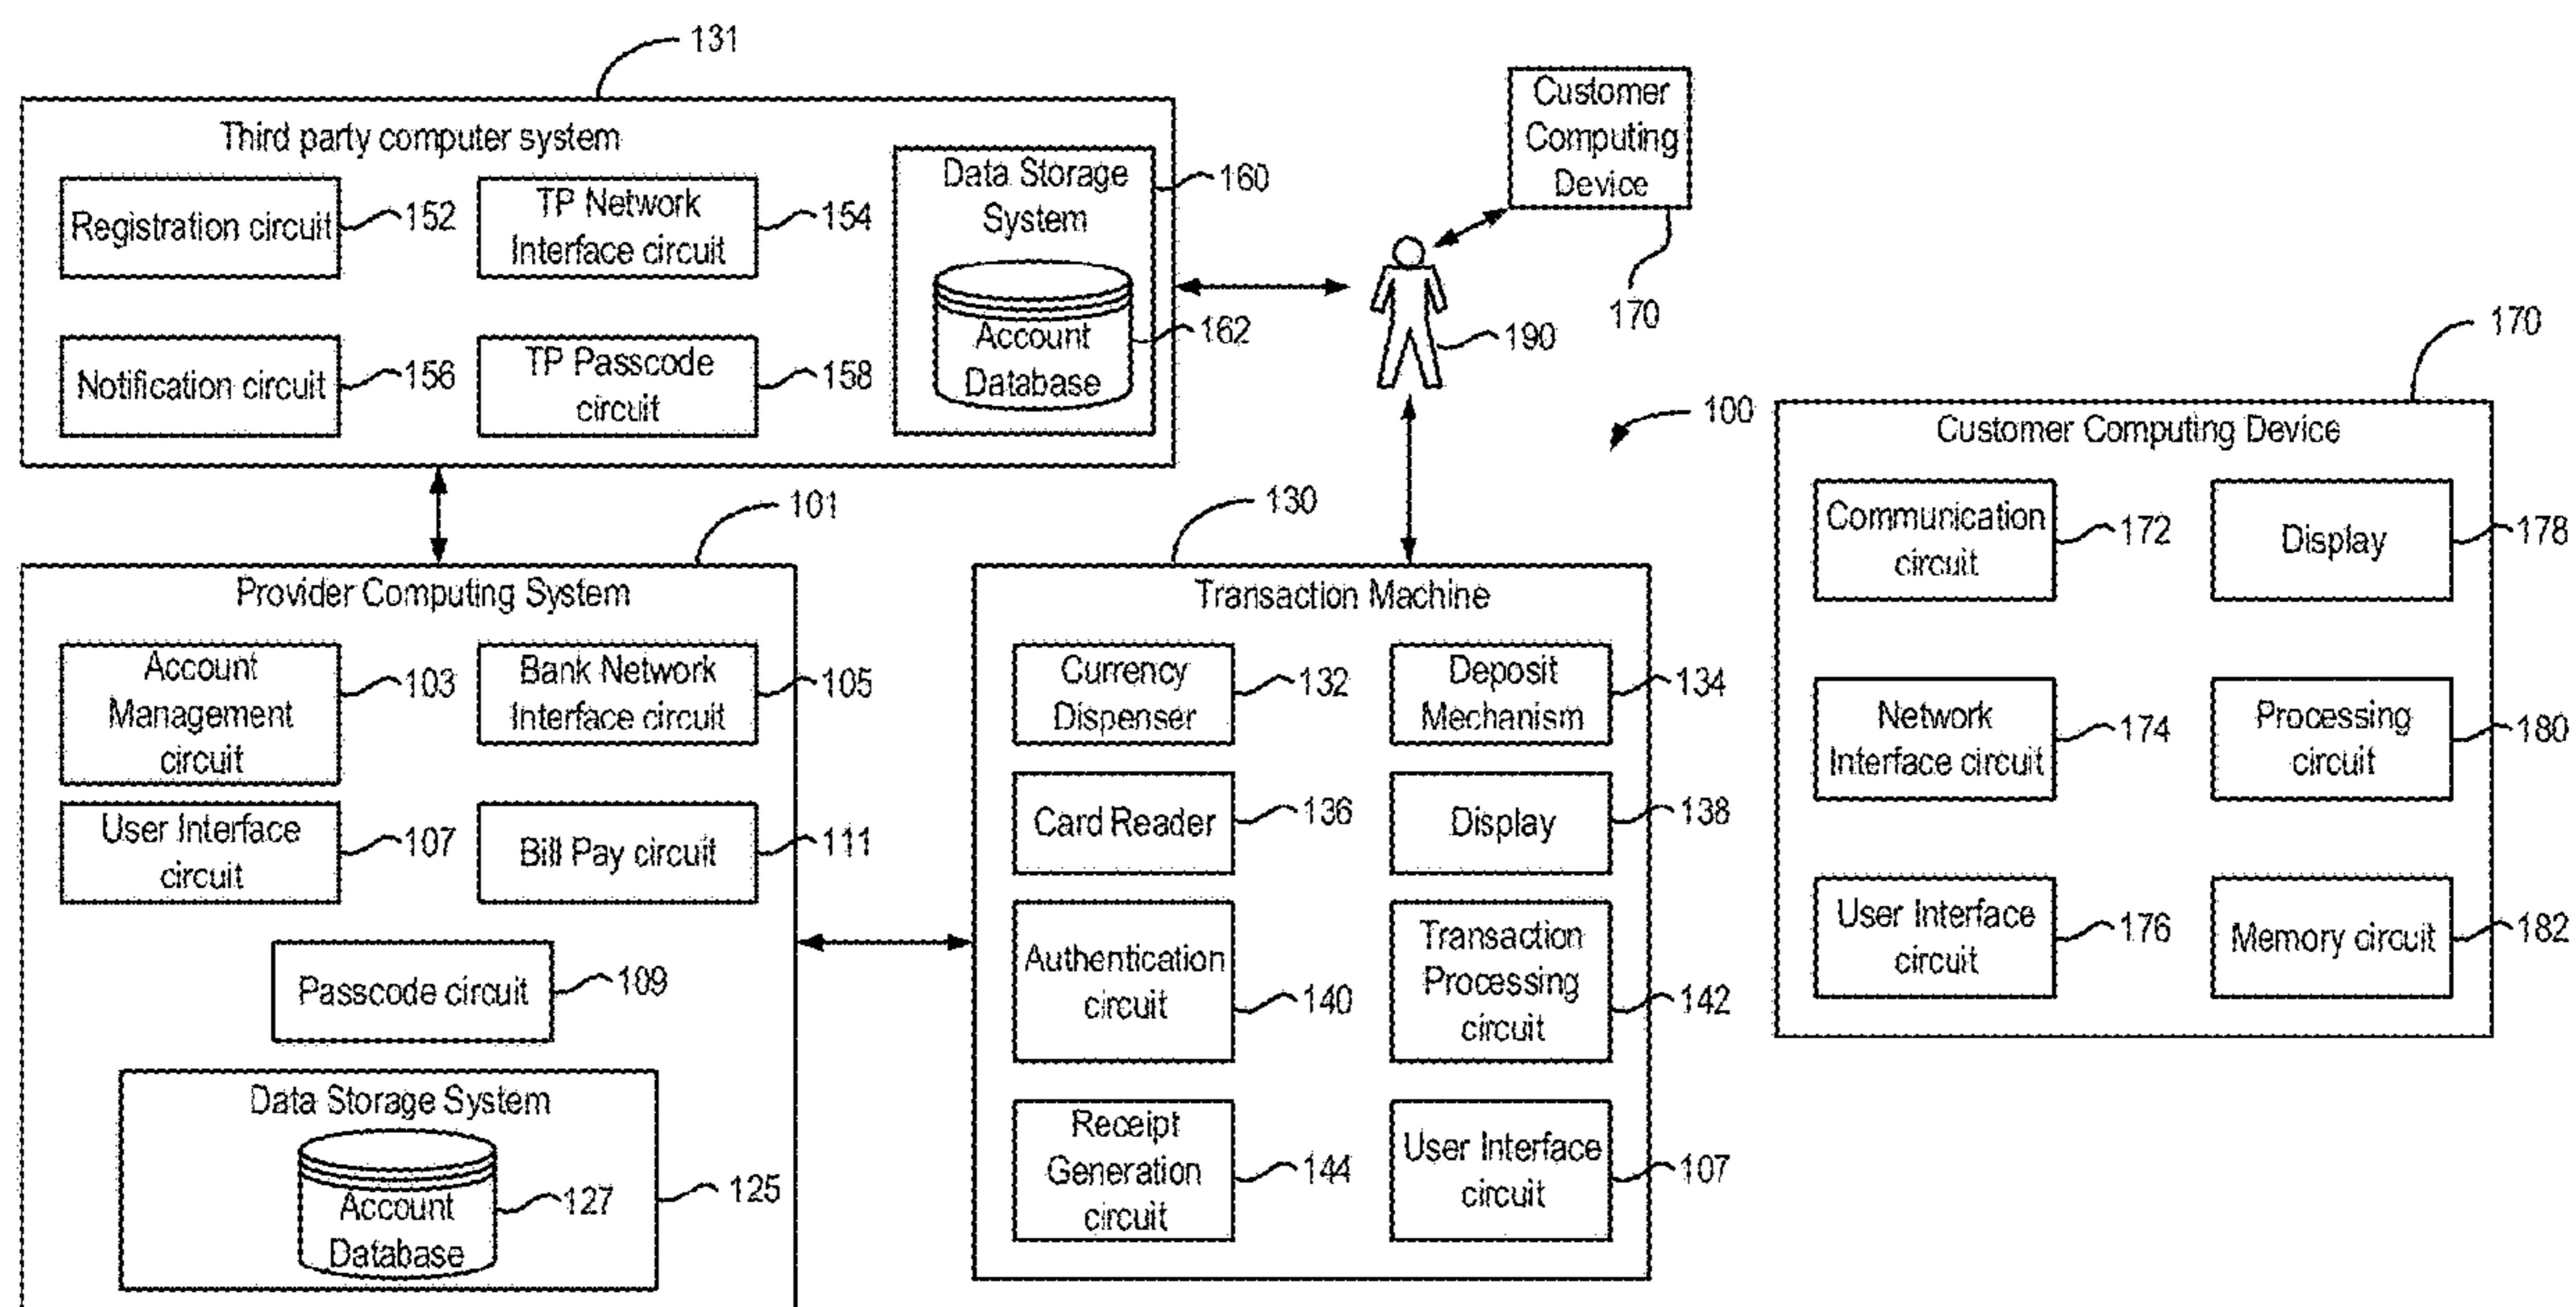 131
Third party computer system
Registration circuit
152
TP Network
Interface circuit
154
Notification circuit
156
TP Passcode
circuit
158
Data Storage
System
160
Account
Database
162
Customer
Computing
Device
170
190
100
101
Provider Computing System
Account
Management
circuit
103
Bank Network
Interface circuit
105
User Interface
circuit
107
Bill Pay circuit
111
Passcode circuit
109
Data Storage System
125
Account
Database
127
130
Transaction Machine
Currency
Dispenser
132
Deposit
Mechanism
134
Card Reader
136
Display
138
Authentication
circuit
140
Transaction
Processing
circuit
142
Receipt
Generation
circuit
144
User Interface
circuit
107
170
Customer Computing Device
Communication
circuit
172
Display
178
Network
Interface circuit
174
Processing
circuit
180
User Interface
circuit
176
Memory circuit
182